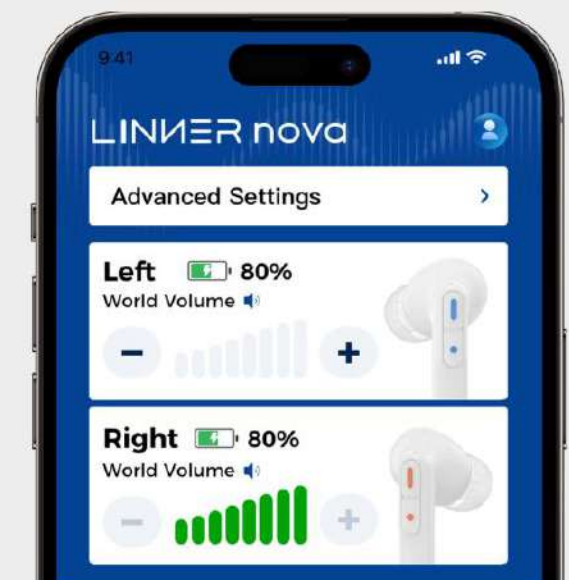 9:41
LINNER nova
Advanced Settings
Left 80%
World Volume
Right 80%
World Volume